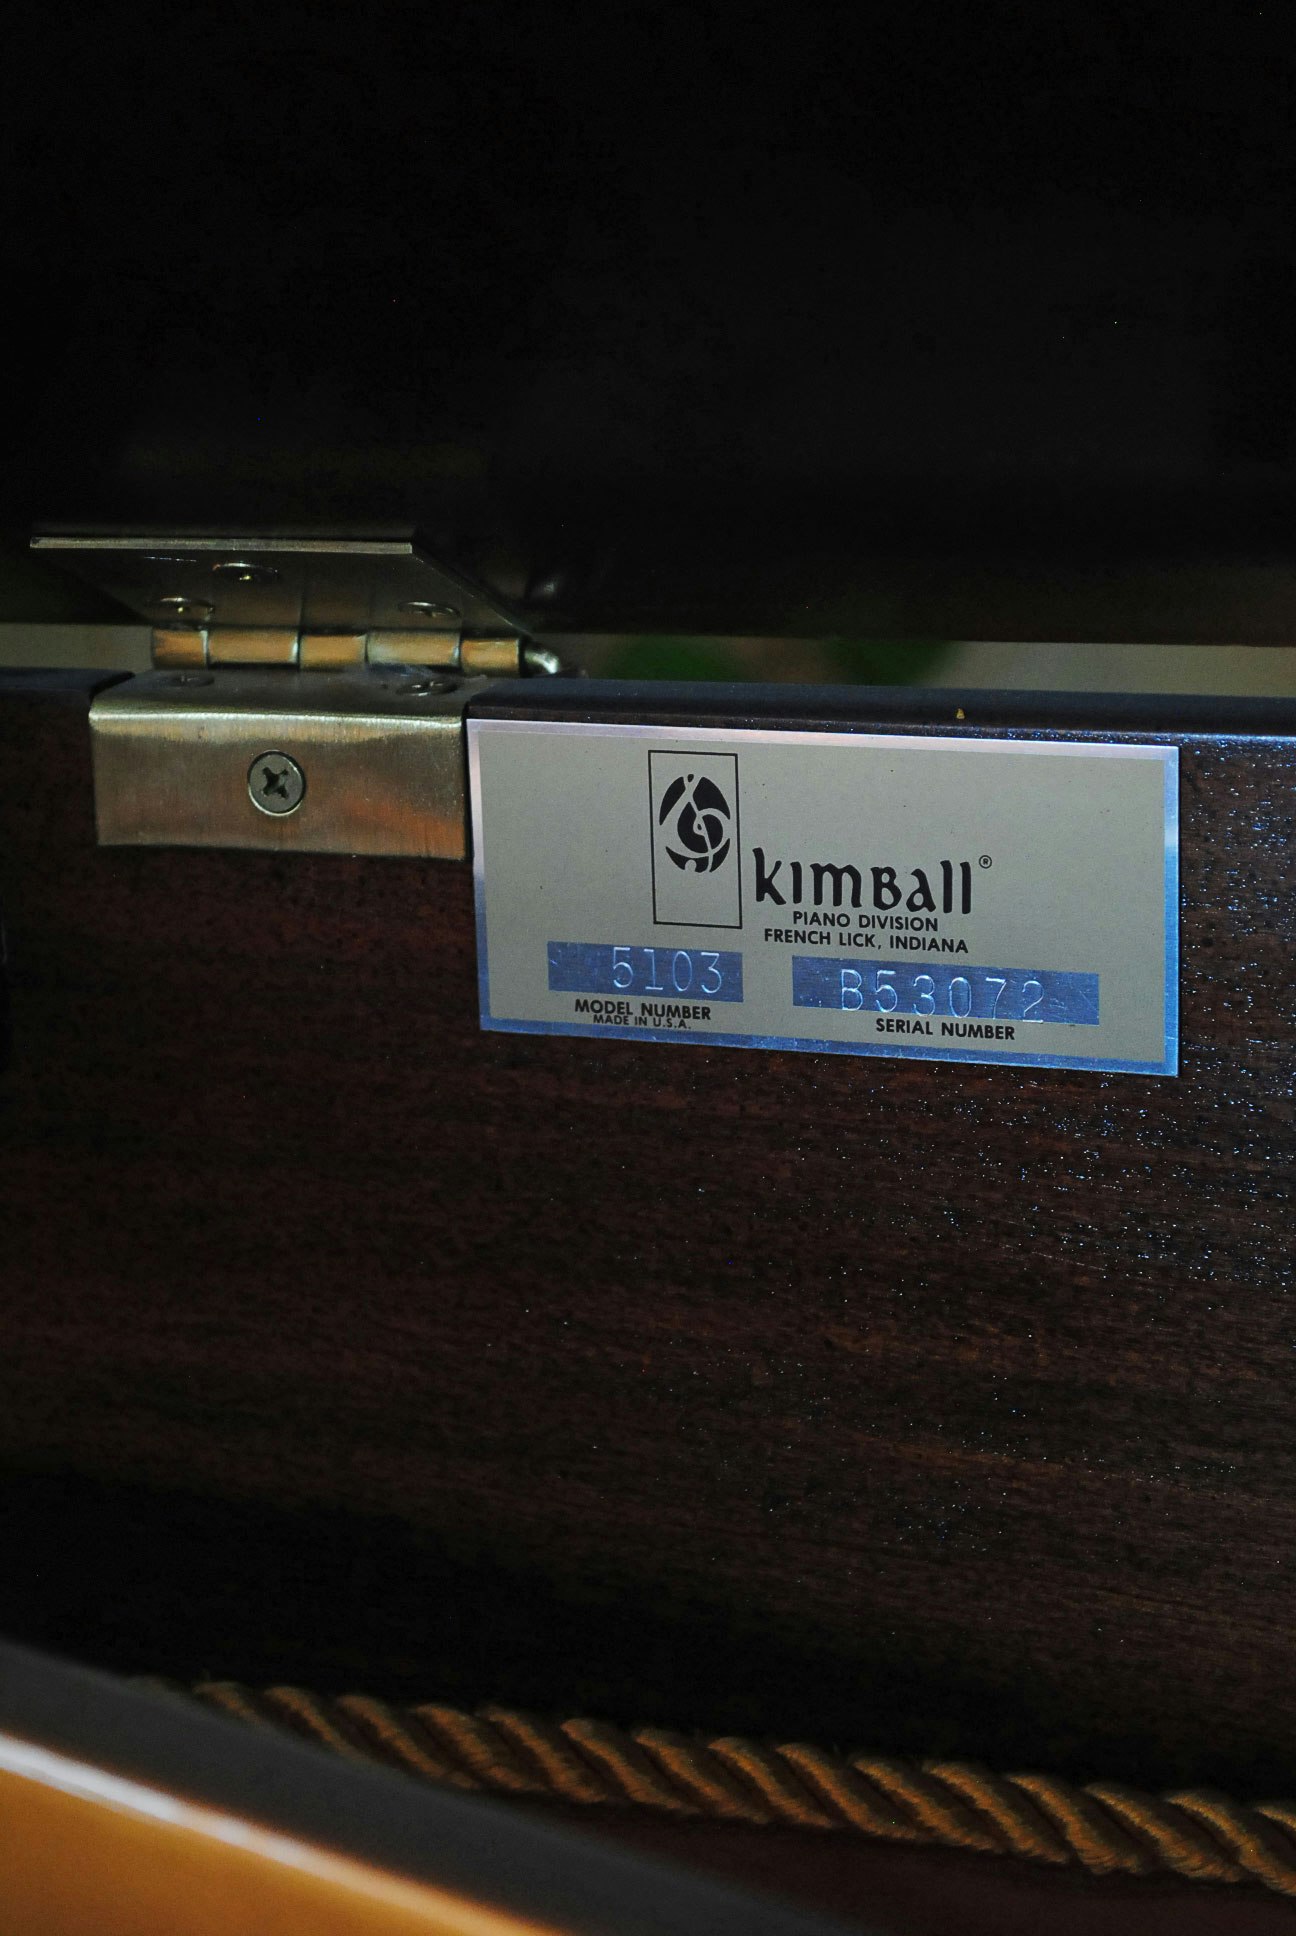 kimBall®
PIANO DIVISION
FRENCH LICK, INDIANA
5103
MODEL NUMBER
MADE IN U.S.A.
B53072
SERIAL NUMBER